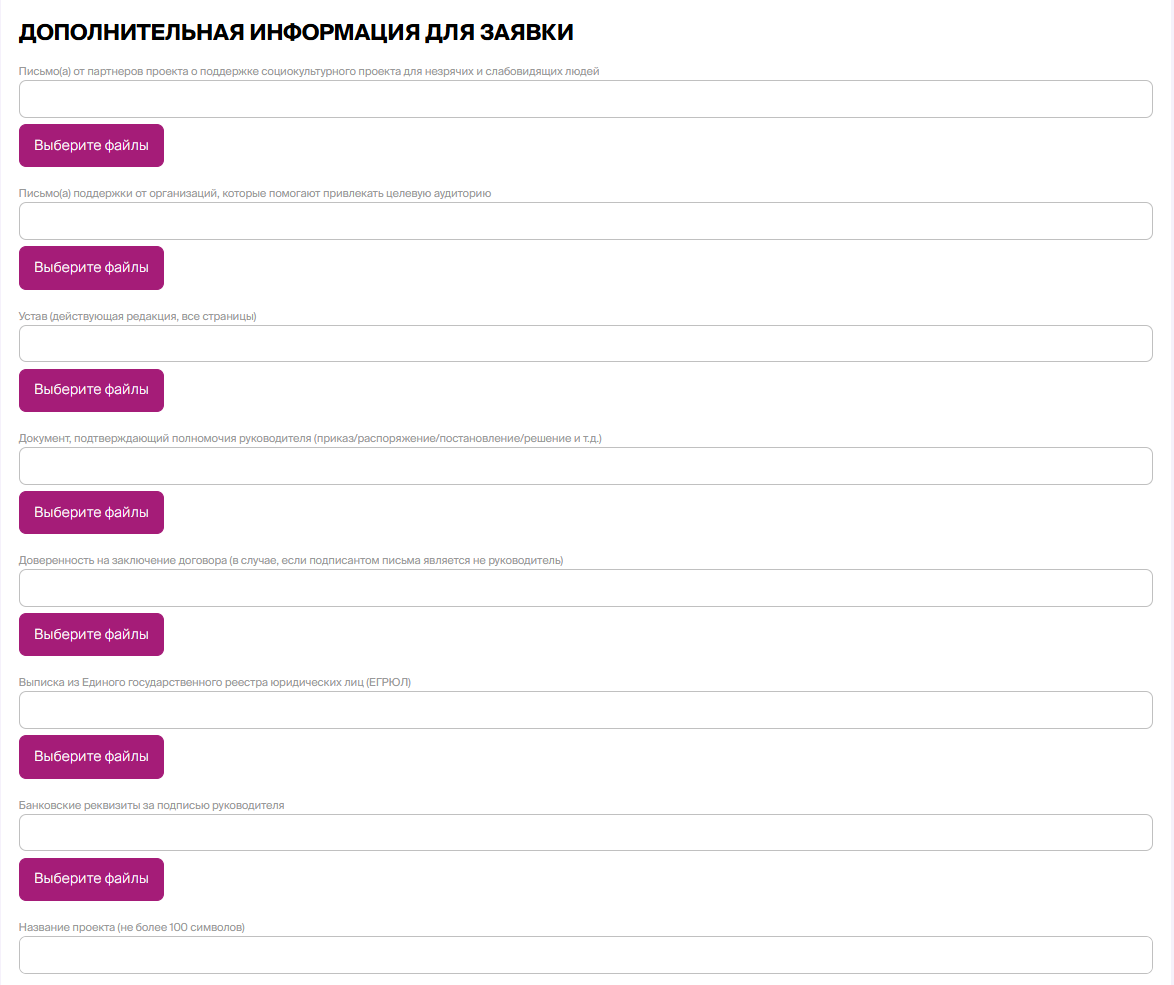 ДОПОЛНИТЕЛЬНАЯ ИНФОРМАЦИЯ ДЛЯ ЗАЯВКИ
Письмо(а) от партнеров проекта о поддержке социокультурного проекта для незрячих и слабовидящих людей
Выберите файлы
Письмо(а) поддержки от организаций, которые помогают привлекать целевую аудиторию
Выберите файлы
Устав (действующая редакция, все страницы)
Выберите файлы
Документ, подтверждающий полномочия руководителя (приказ/распоряжение/постановление/решение и т.д.)
Выберите файлы
Доверенность на заключение договора (в случае, если подписантом письма является не руководитель)
Выберите файлы
Выписка из Единого государственного реестра юридических лиц (ЕГРЮЛ)
Выберите файлы
Банковские реквизиты за подписью руководителя
Выберите файлы
Название проекта (не более 100 символов)